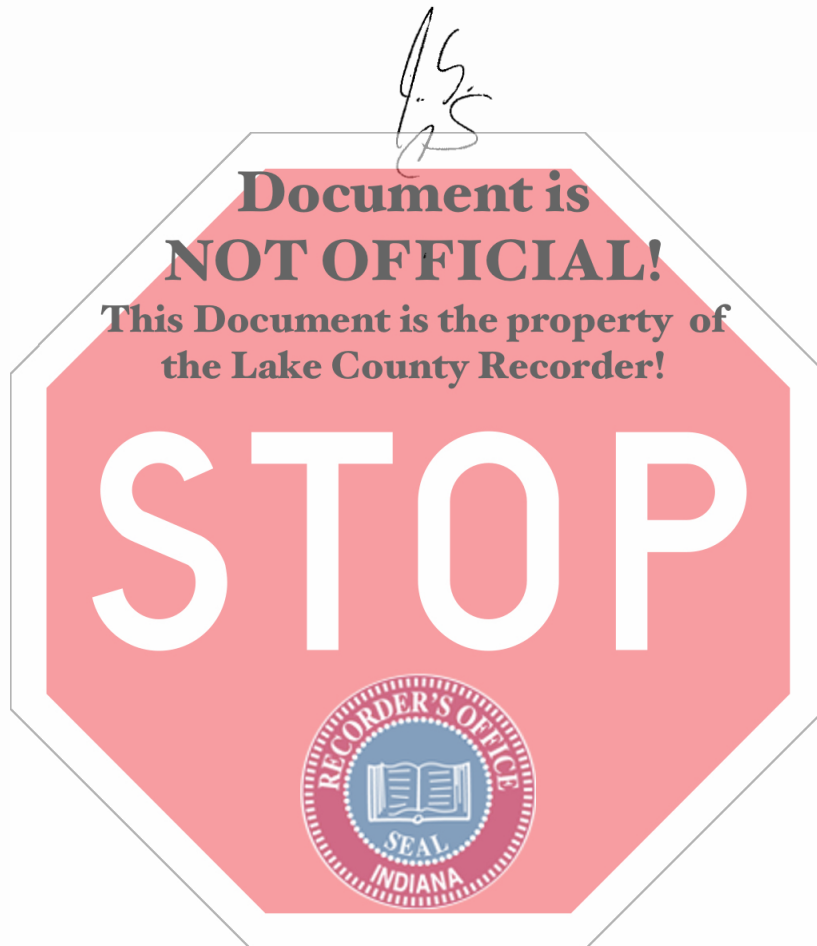 Document is
NOT OFFICIAL!
This Document is the property of
the Lake County Recorder!
STOP
RECORDER'S OFFICE
SEAL
INDIANA